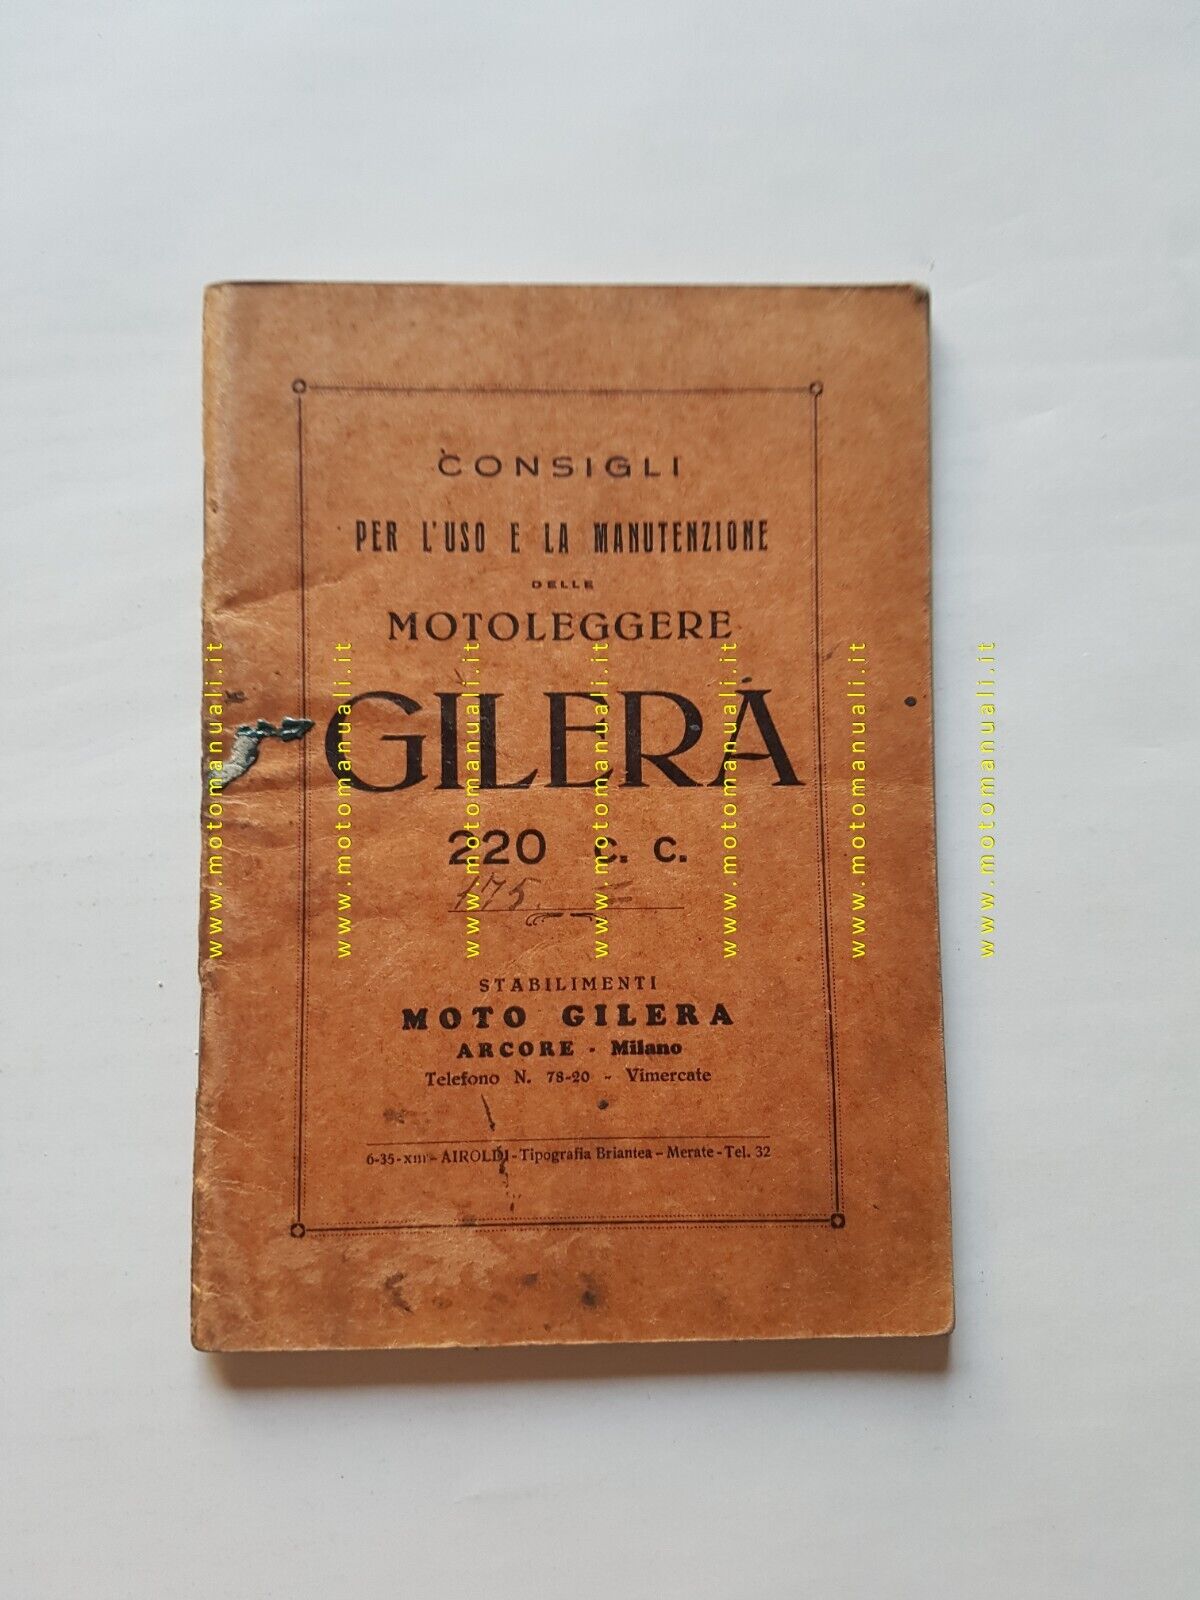 CONSIGLI
PER L'USO E LA MANUTENZIONE
DELLE
MOTOLEGGERE
GILERA
220 c. c.
175. =
STABILIMENTI
MOTO GILERA
ARCORE - Milano
Telefono N. 78-20 - Vimercate
6-35-XIII - AIROLDI - Tipografia Briantea - Merate - Tel. 32
www.motomanuali.it
www.motomanuali.it
www.motomanuali.it
www.motomanuali.it
www.motomanuali.it
www.motomanuali.it
www.motomanuali.it